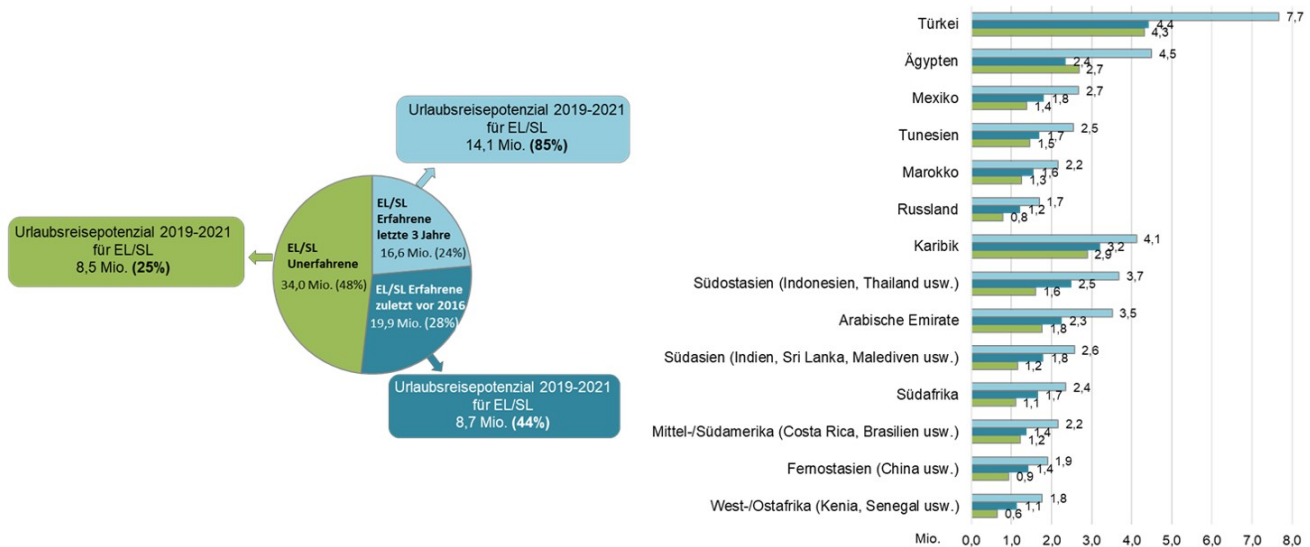 Urlaubsreisepotenzial 2019-2021
für EL/SL
14,1 Mio. (85%)
EL/SL
Erfahrene
letzte 3 Jahre
16,6 Mio. (24%)
Urlaubsreisepotenzial 2019-2021
für EL/SL
8,5 Mio. (25%)
EL/SL
Unerfahrene
34,0 Mio. (48%)
EL/SL Erfahrene
zuletzt vor 2016
19,9 Mio. (28%)
Urlaubsreisepotenzial 2019-2021
für EL/SL
8,7 Mio. (44%)
Türkei
7,7
4,4
4,3
Ägypten
4,5
2,4
2,7
Mexiko
2,7
1,8
1,4
Tunesien
2,5
1,7
1,5
Marokko
2,2
1,6
1,3
Russland
1,7
1,2
0,8
Karibik
4,1
3,2
2,9
Südostasien (Indonesien, Thailand usw.)
3,7
2,5
1,6
Arabische Emirate
3,5
2,3
1,8
Südasien (Indien, Sri Lanka, Malediven usw.)
2,6
1,8
1,2
Südafrika
2,4
1,7
1,1
Mittel-/Südamerika (Costa Rica, Brasilien usw.)
2,2
1,4
1,2
Fernostasien (China usw.)
1,9
1,4
0,9
West-/Ostafrika (Kenia, Senegal usw.)
1,8
1,1
0,6
Mio. 0,0 1,0 2,0 3,0 4,0 5,0 6,0 7,0 8,0